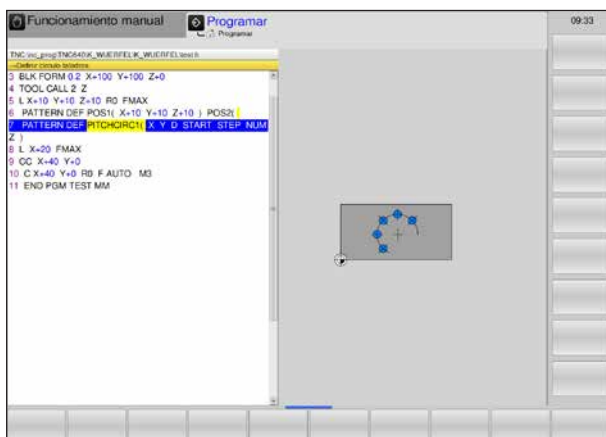 Funcionamiento manual
Programar
Programar
09:33
TNC:\nc_prog\TNC640\K_WUERFEL\K_WUERFEL\test.h
→Definir círculo taladros
3 BLK FORM 0.2 X+100 Y+100 Z+0
4 TOOL CALL 2 Z
5 L X+10 Y+10 Z+10 R0 FMAX
6 PATTERN DEF POS1( X+10 Y+10 Z+10 ) POS2(
7 PATTERN DEF PITCHCIRC1( X Y D START STEP NUM
Z )
8 L X+20 FMAX
9 CC X+40 Y+0
10 C X+40 Y+0 R0 F AUTO M3
11 END PGM TEST MM